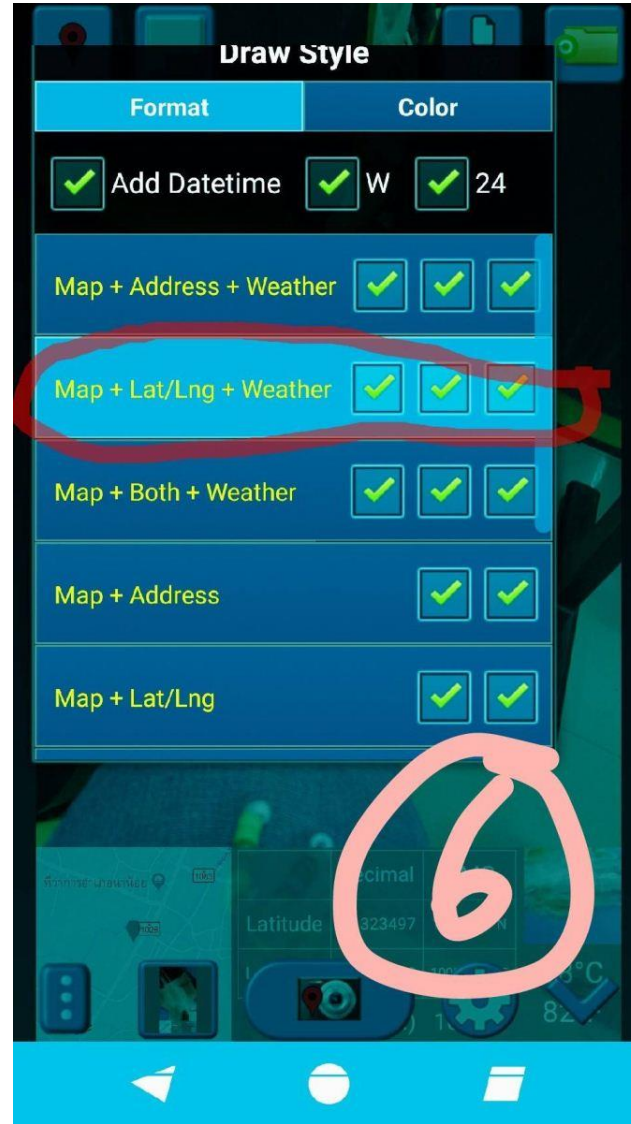 Draw Style
Format Color
Add Datetime W 24
Map + Address + Weather
Map + Lat/Lng + Weather
Map + Both + Weather
Map + Address
Map + Lat/Lng
6
Latitude 323497 N